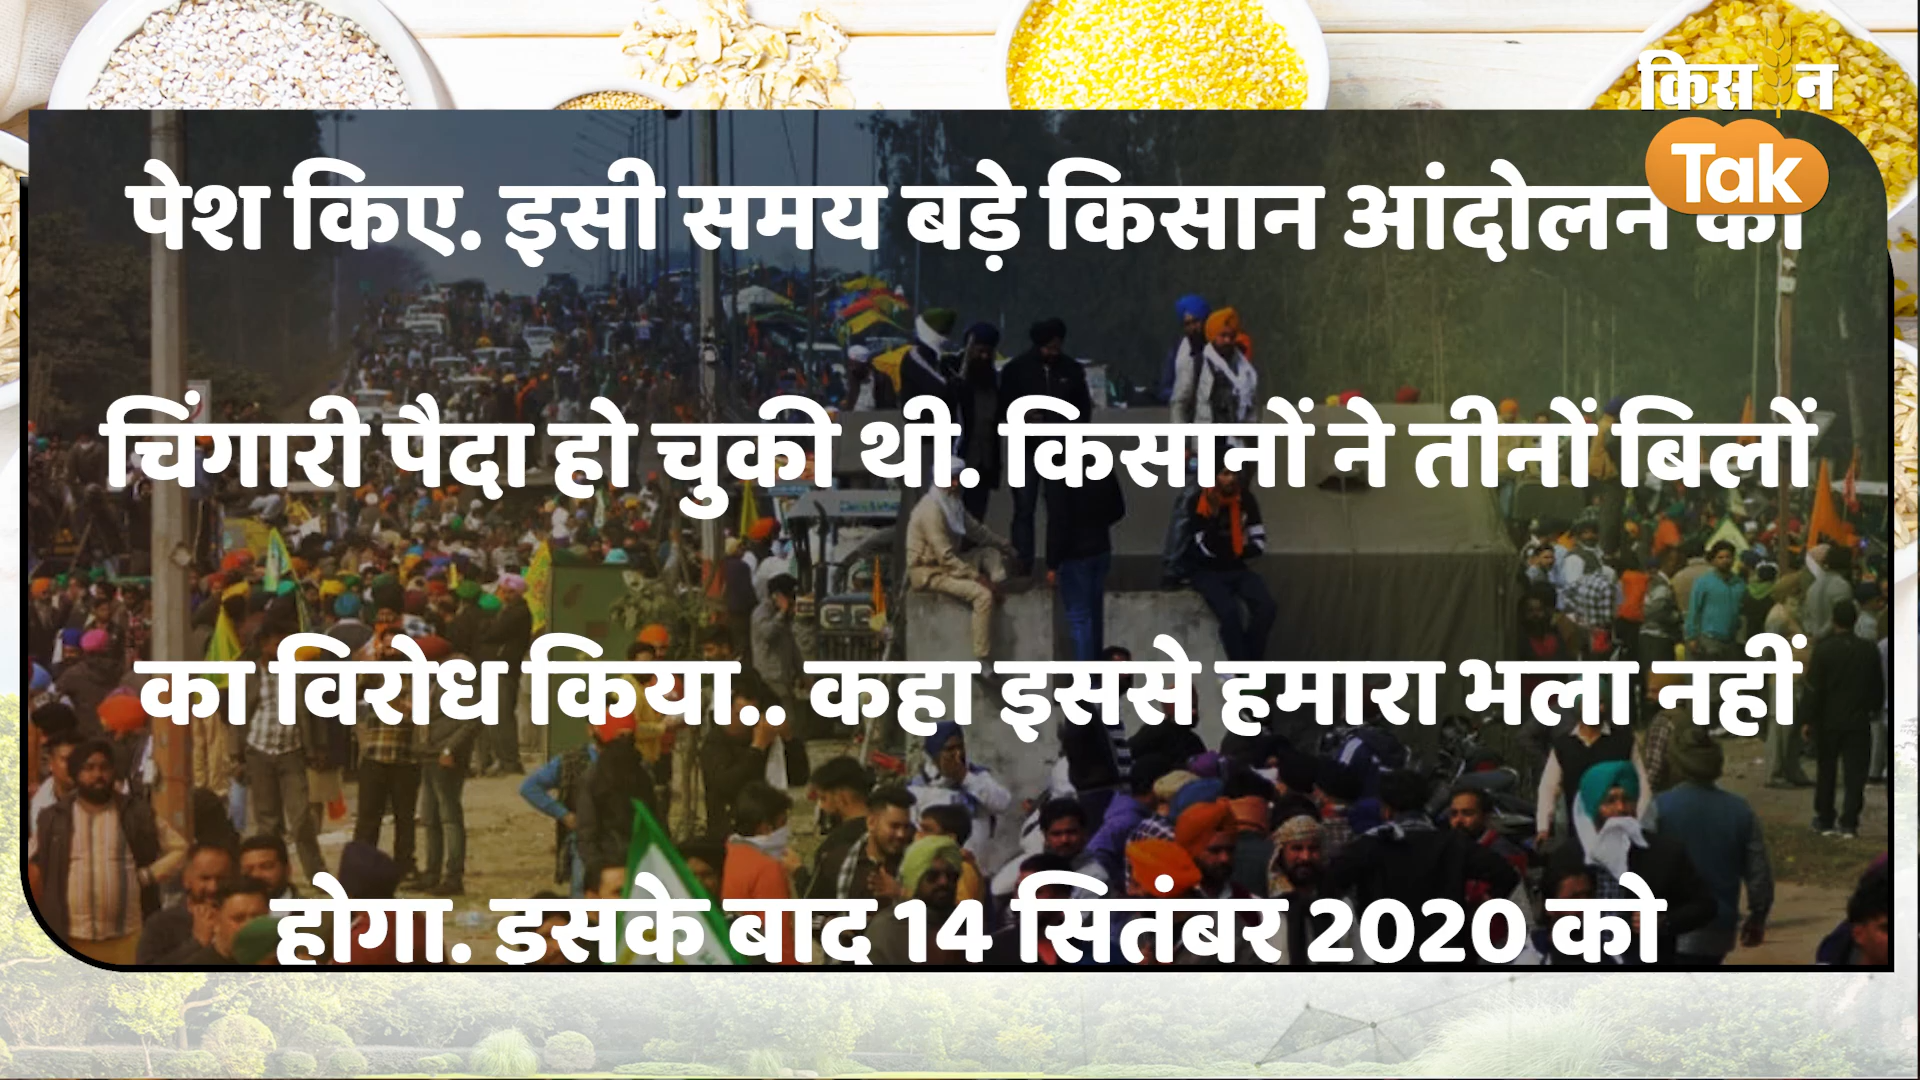 किसान
Tak
पेश किए. इसी समय बड़े किसान आंदोलन की
चिंगारी पैदा हो चुकी थी. किसानों ने तीनों बिलों
का विरोध किया.. कहा इससे हमारा भला नहीं
होगा. इसके बाद 14 सितंबर 2020 को